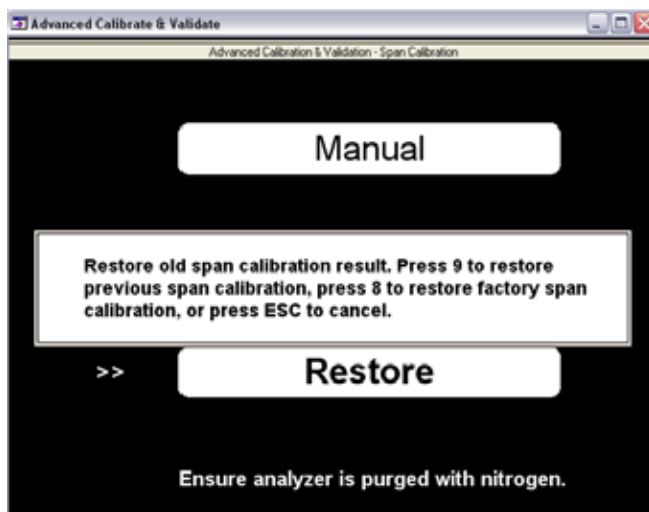 Advanced Calibrate & Validate
Advanced Calibration & Validation - Span Calibration
Manual
Restore old span calibration result. Press 9 to restore
previous span calibration, press 8 to restore factory span
calibration, or press ESC to cancel.
>> Restore
Ensure analyzer is purged with nitrogen.